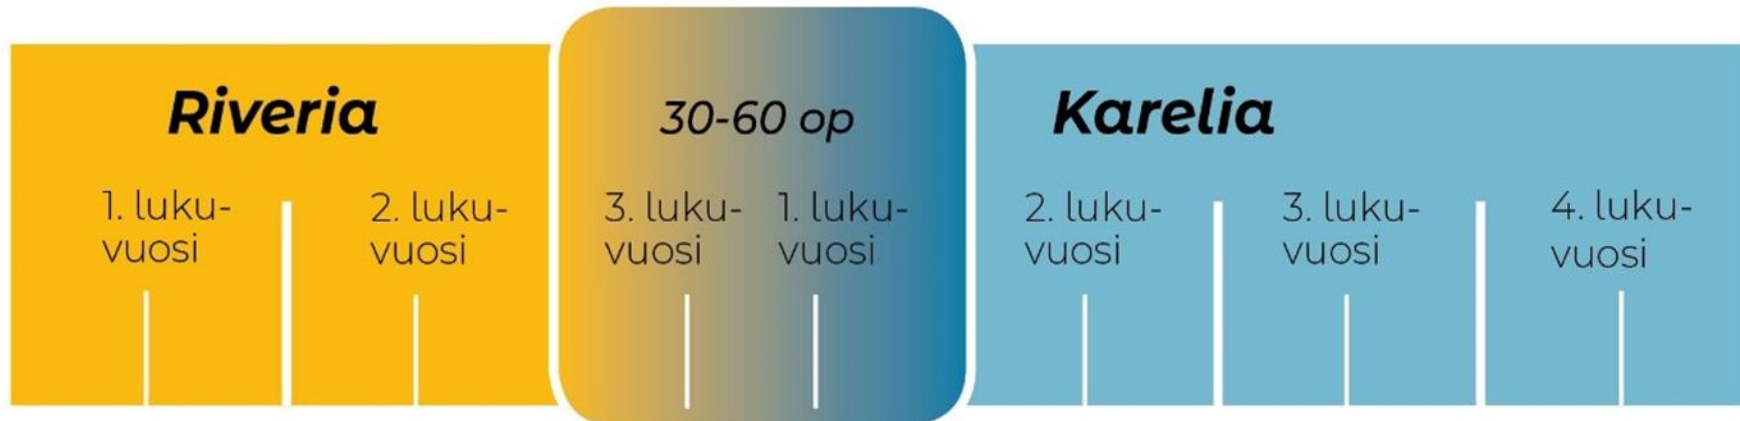 Riveria
1. luku-
vuosi
2. luku-
vuosi
30-60 op
3. luku-
vuosi
1. luku-
vuosi
Karelia
2. luku-
vuosi
3. luku-
vuosi
4. luku-
vuosi